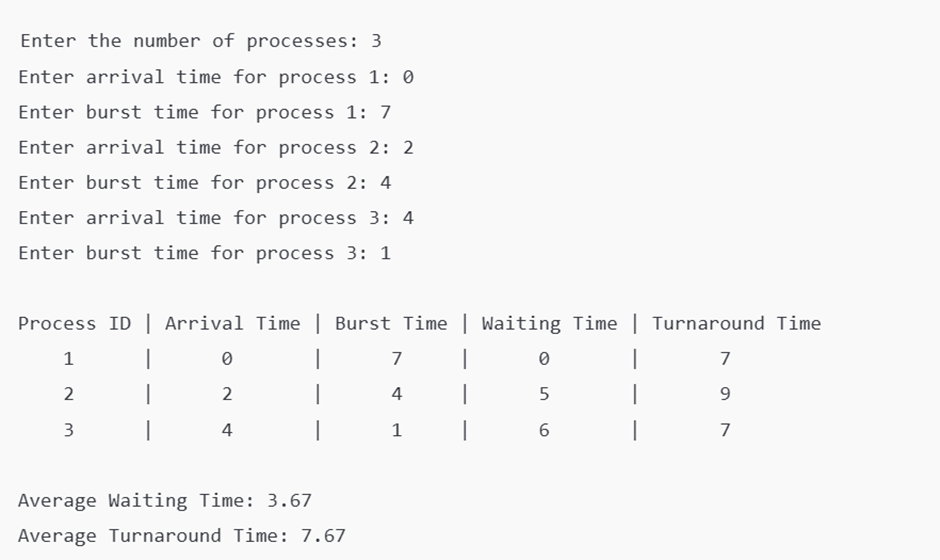 Enter the number of processes: 3
Enter arrival time for process 1: 0
Enter burst time for process 1: 7
Enter arrival time for process 2: 2
Enter burst time for process 2: 4
Enter arrival time for process 3: 4
Enter burst time for process 3: 1
Process ID | Arrival Time | Burst Time | Waiting Time | Turnaround Time
1 | 0 | 7 | 0 | 7
2 | 2 | 4 | 5 | 9
3 | 4 | 1 | 6 | 7
Average Waiting Time: 3.67
Average Turnaround Time: 7.67